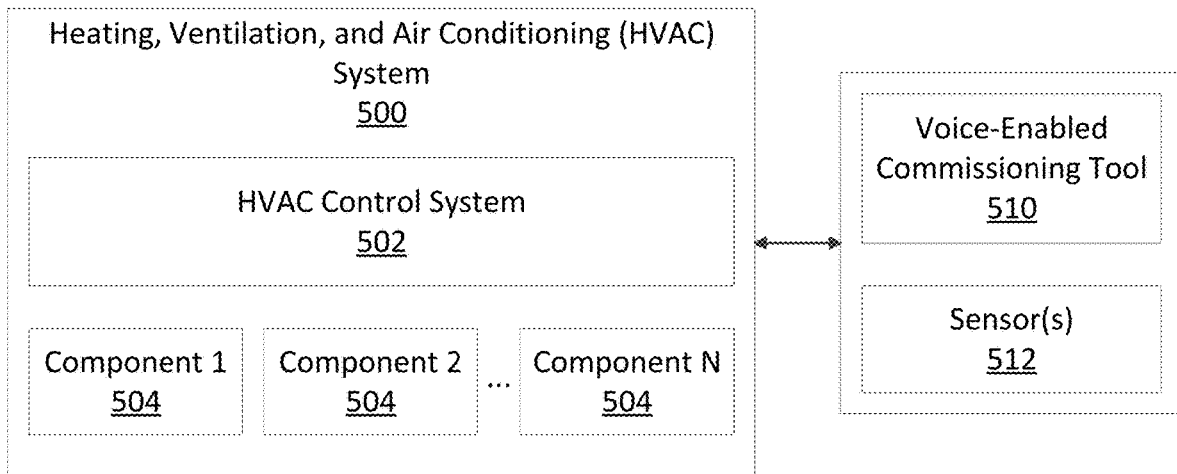 Heating, Ventilation, and Air Conditioning (HVAC)
System
500
HVAC Control System
502
Component 1
504
Component 2
504
...
Component N
504
Voice-Enabled
Commissioning Tool
510
Sensor(s)
512